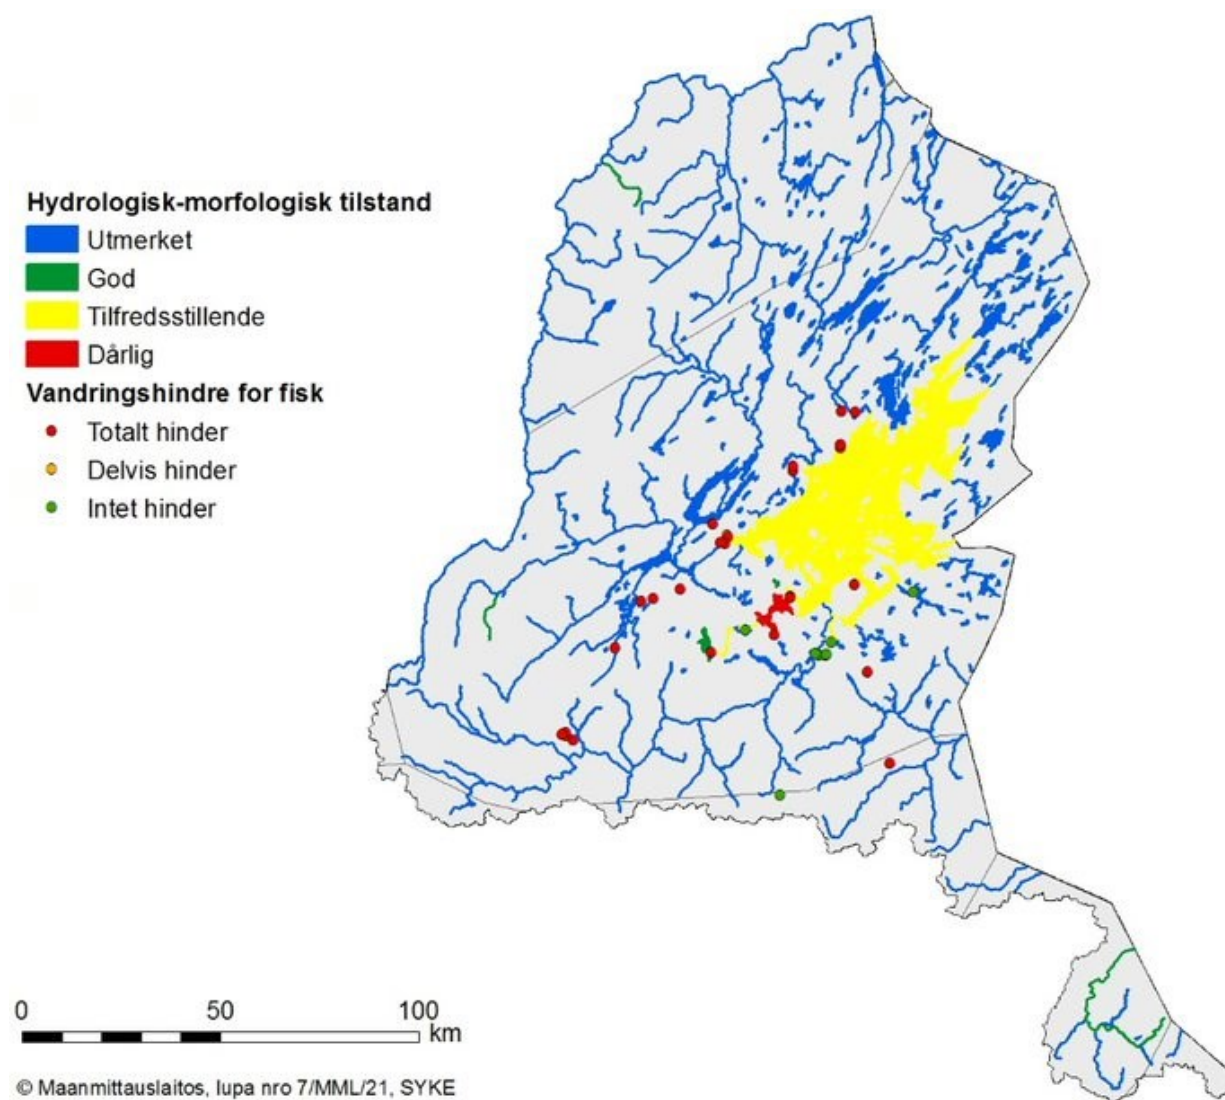 Hydrologisk-morfologisk tilstand
Utmerket
God
Tilfredsstillende
Dårlig
Vandringshindre for fisk
Totalt hinder
Delvis hinder
Intet hinder
0 50 100
km
© Maanmittauslaitos, lupa nro 7/MML/21, SYKE